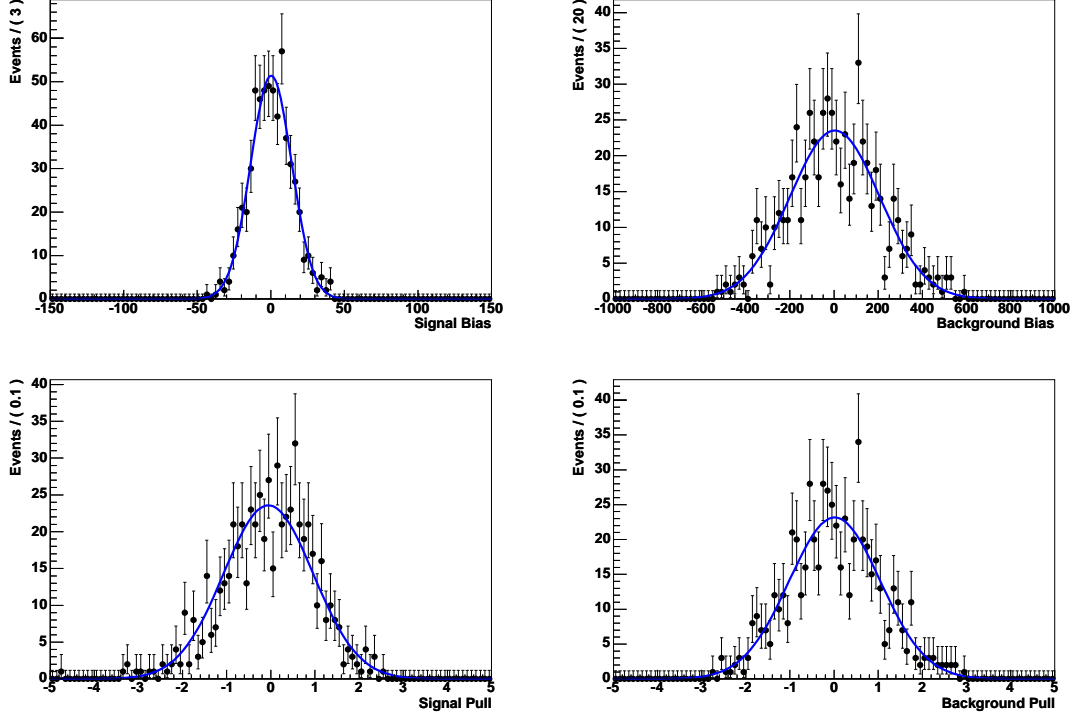 Events / ( 3 )
60
50
40
30
20
10
0
-150 -100 -50 0 50 100 150
Signal Bias
Events / ( 20 )
40
35
30
25
20
15
10
5
0
-1000 -800 -600 -400 -200 0 200 400 600 800 1000
Background Bias
Events / ( 0.1 )
40
35
30
25
20
15
10
5
0
-5 -4 -3 -2 -1 0 1 2 3 4 5
Signal Pull
Events / ( 0.1 )
40
35
30
25
20
15
10
5
0
-5 -4 -3 -2 -1 0 1 2 3 4 5
Background Pull